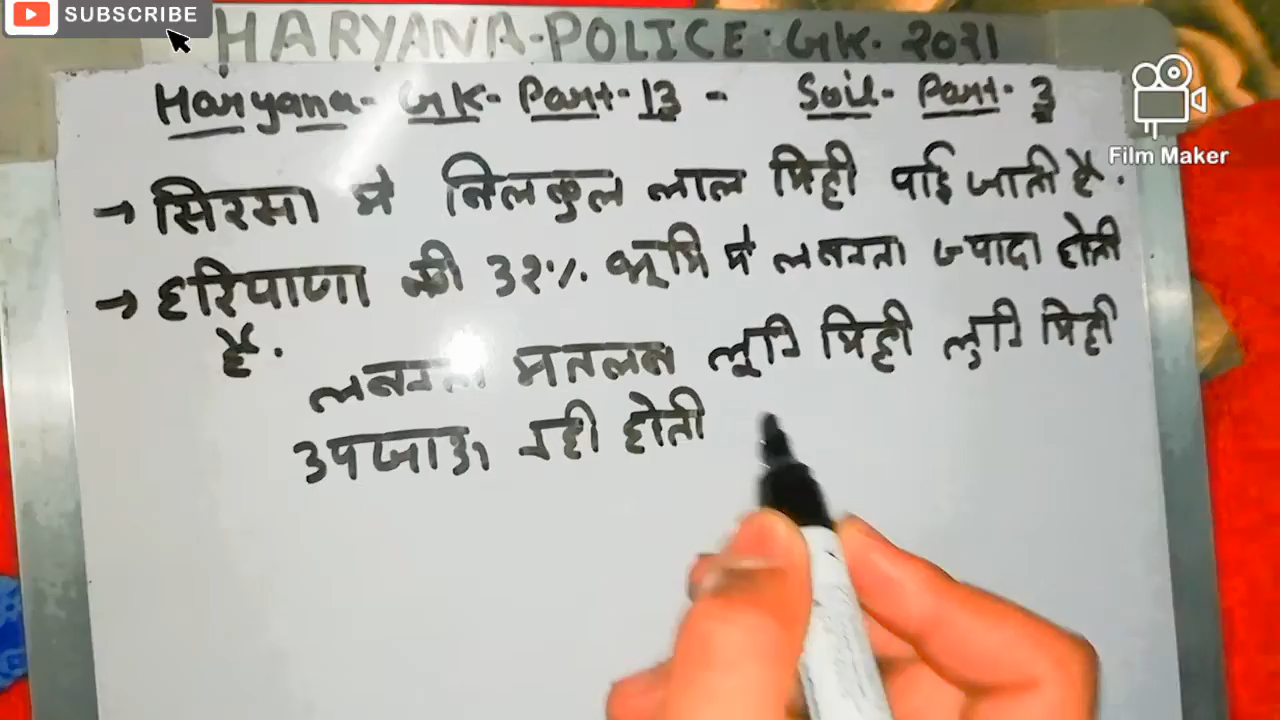 SUBSCRIBE
HARYANA-POLICE. GK. 2021
Haryana- GK- Part-13 - Soil- Part- 3
Film Maker
→ सिरसा मे बिलकुल लाल मिट्टी पाई जाती है.
→ हरियाणा की 32% भूमि मे लवणता ज्यादा होती
है.
लवणता मतलब लूनी मिट्टी लुनि मिट्टी
उपजाऊ नही होती